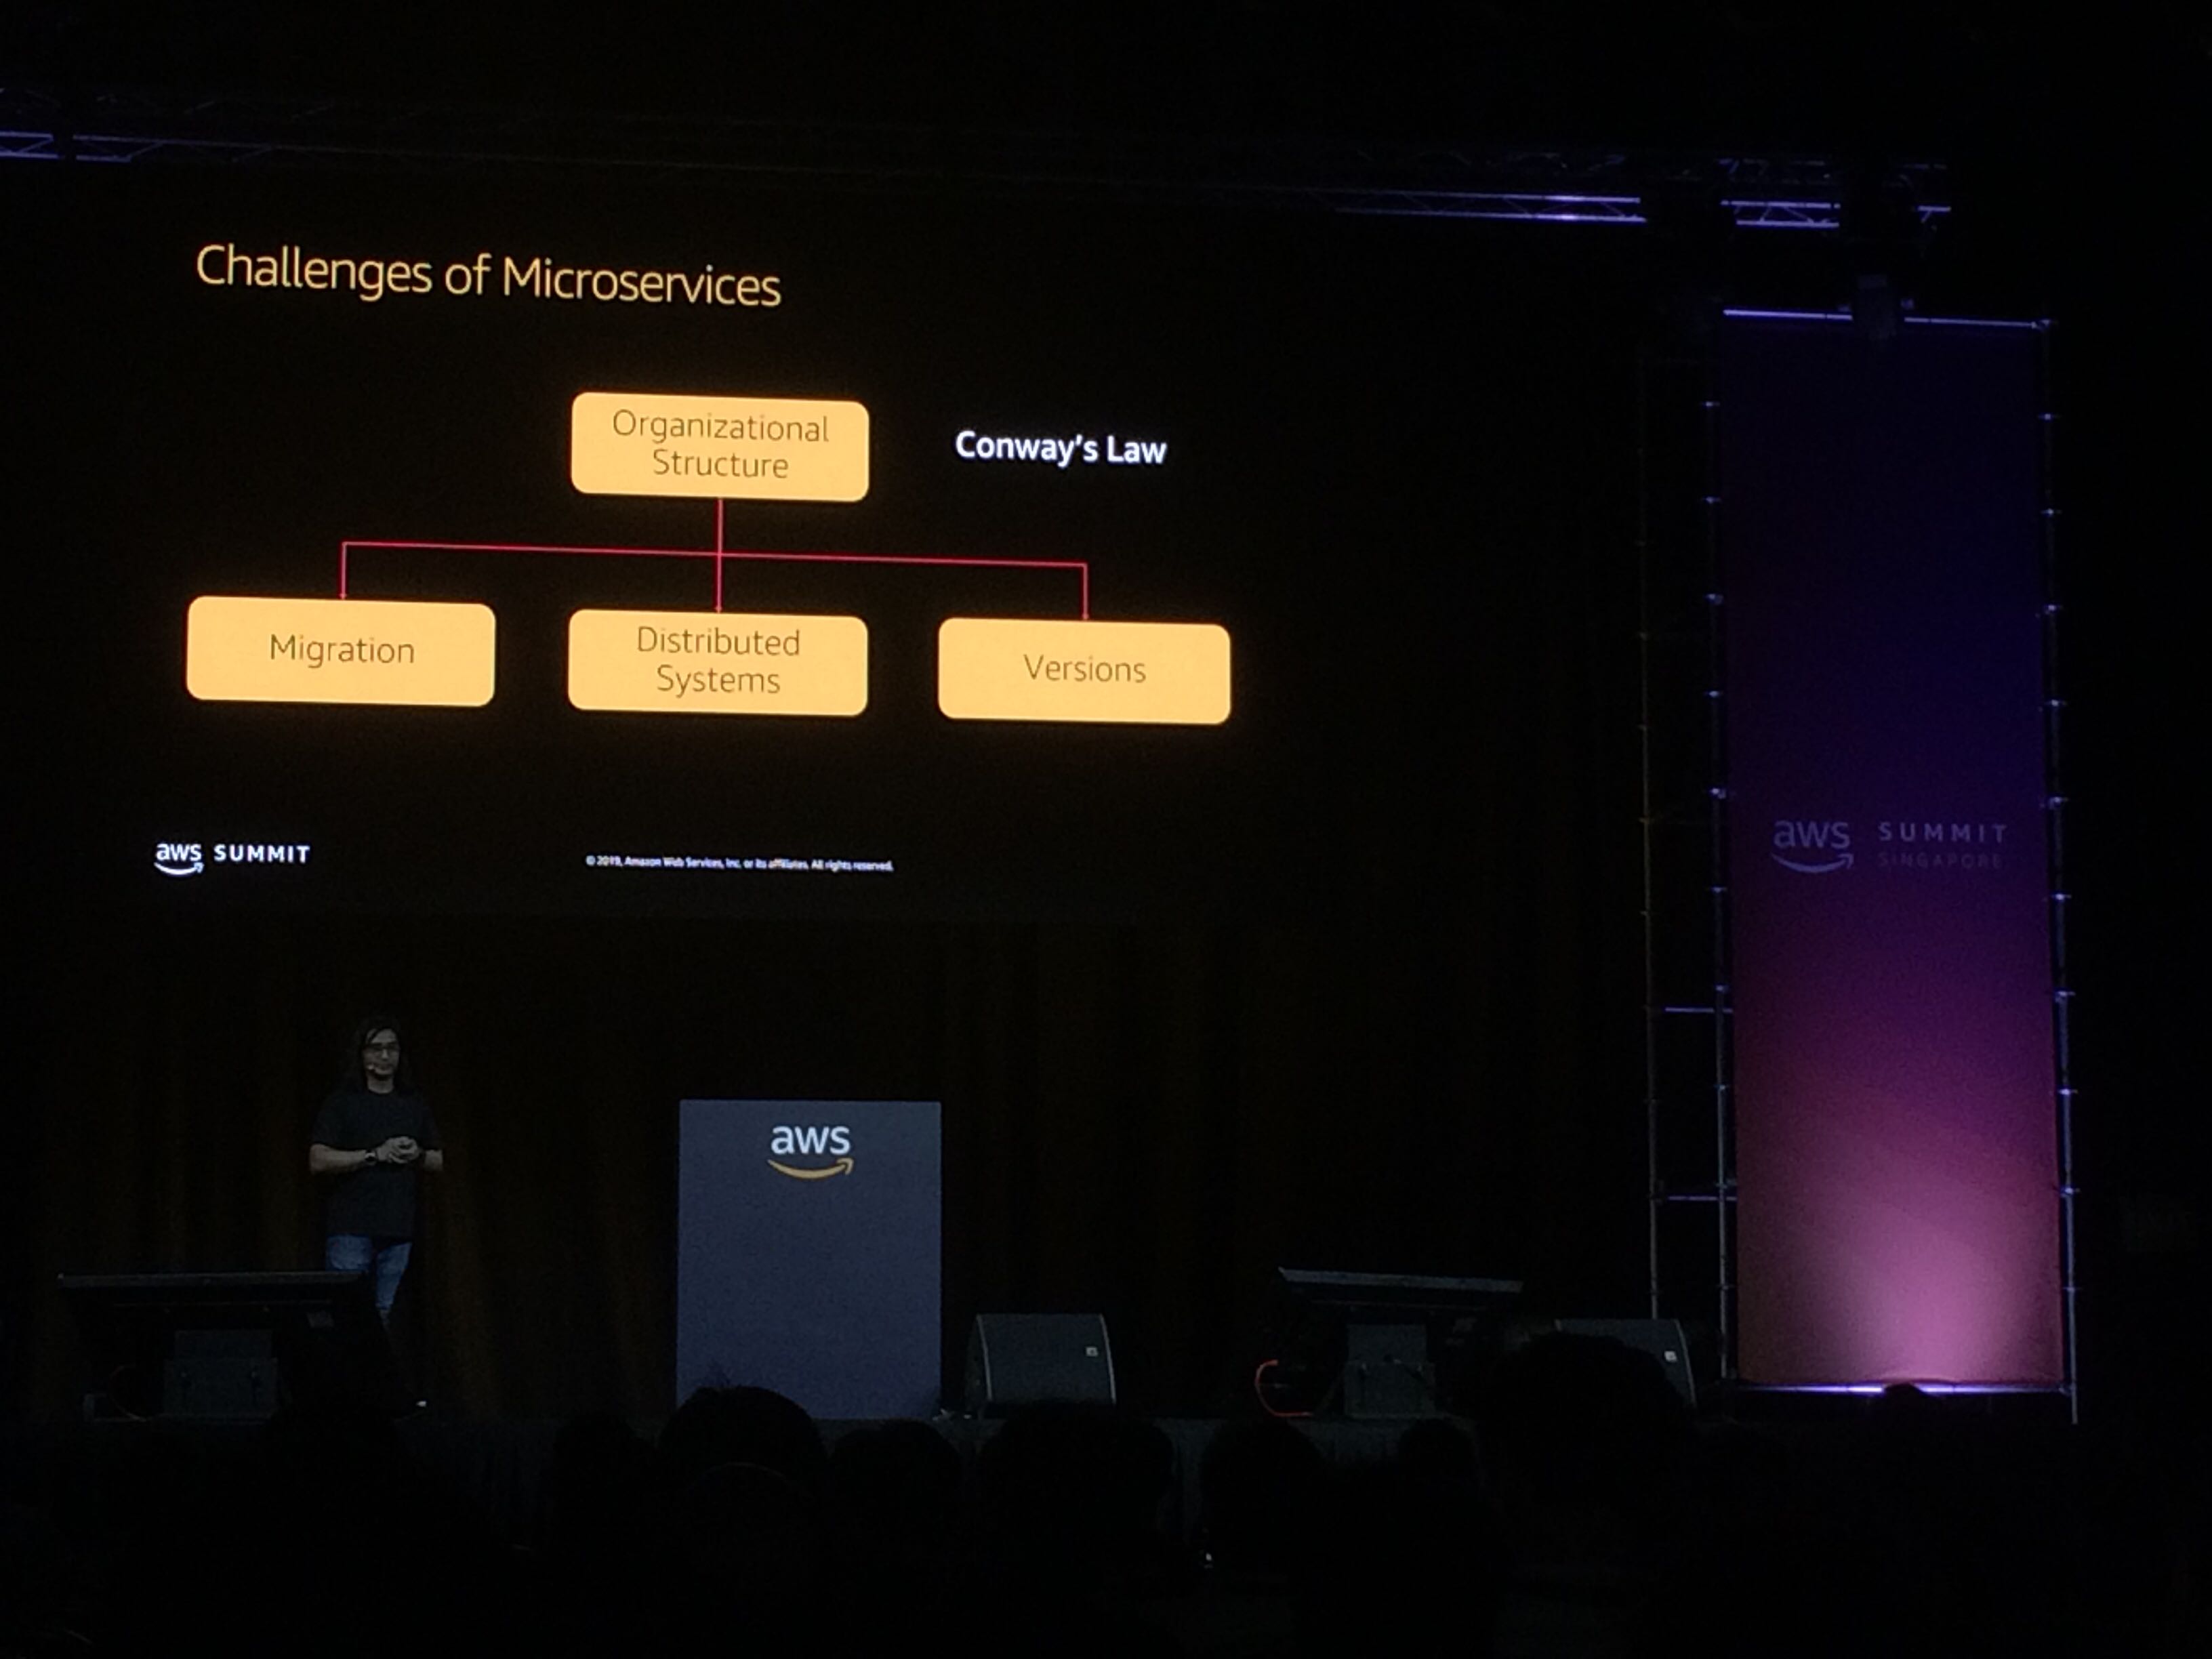 Challenges of Microservices
Organizational
Structure
Conway's Law
Migration
Distributed
Systems
Versions
aws SUMMIT
© 2019, Amazon Web Services, Inc. or its affiliates. All rights reserved.
aws SUMMIT
SINGAPORE
aws